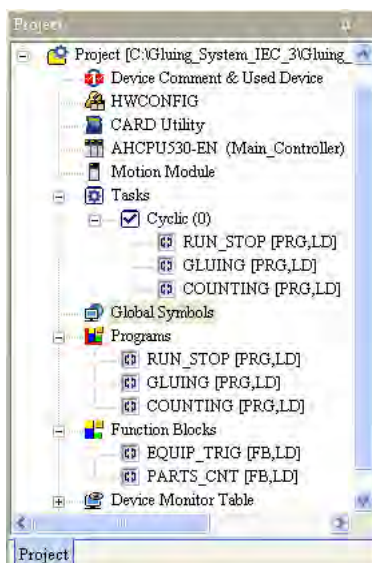 Project
Project [C:\Gluing_System_IEC_3\Gluing_
Device Comment & Used Device
HWCONFIG
CARD Utility
AHCPU530-EN (Main_Controller)
Motion Module
Tasks
Cyclic (0)
RUN_STOP [PRG,LD]
GLUING [PRG,LD]
COUNTING [PRG,LD]
Global Symbols
Programs
RUN_STOP [PRG,LD]
GLUING [PRG,LD]
COUNTING [PRG,LD]
Function Blocks
EQUIP_TRIG [FB,LD]
PARTS_CNT [FB,LD]
Device Monitor Table
Project